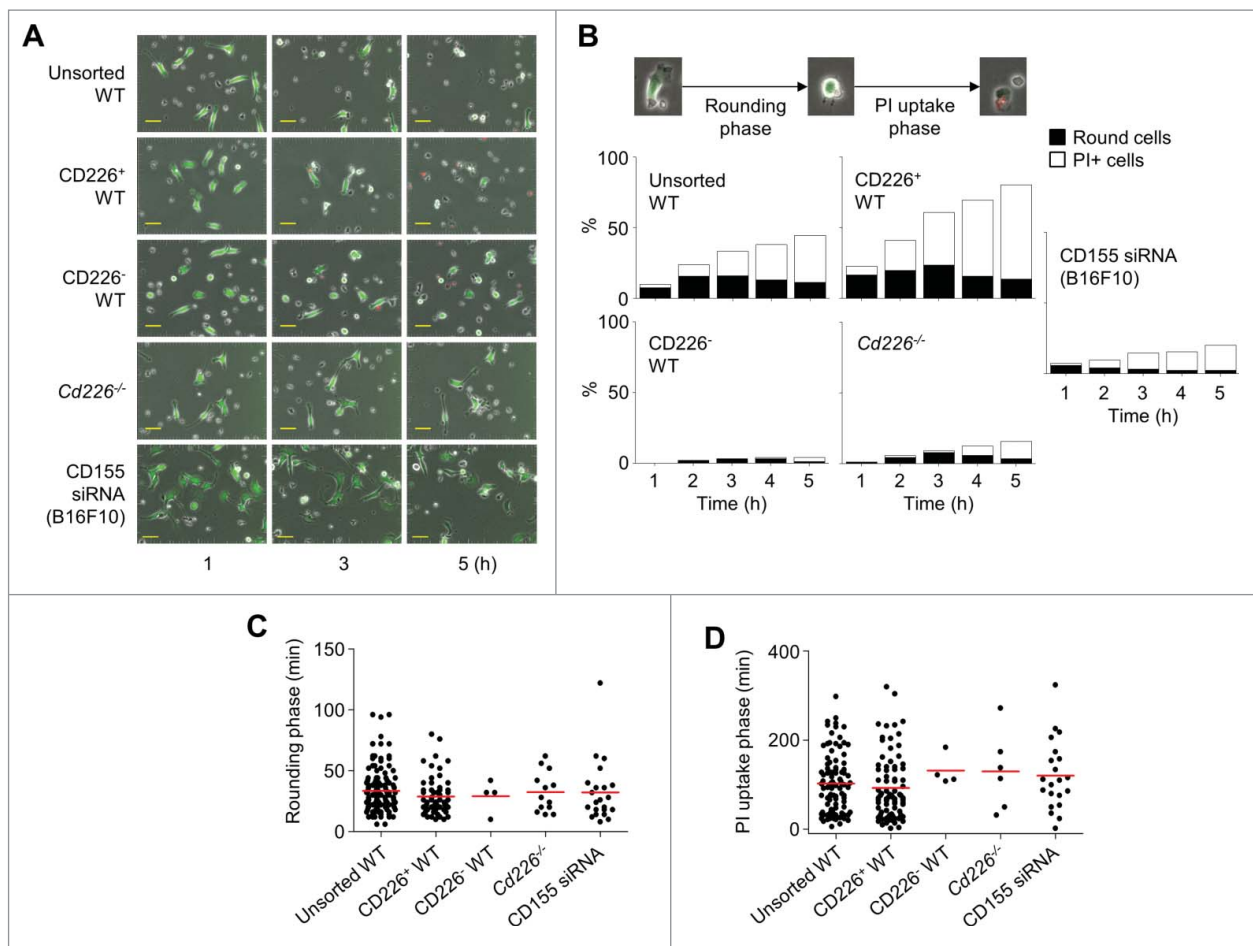 A
Unsorted
WT
CD226+
WT
CD226-
WT
Cd226-/-
CD155
siRNA
(B16F10)
1
3
5 (h)
B
Rounding
phase
PI uptake
phase
Round cells
PI+ cells
100
50
0
%
Unsorted
WT
CD226+
WT
CD155 siRNA
(B16F10)
1 2 3 4 5
Time (h)
100
50
0
%
CD226-
WT
Cd226-/-
1 2 3 4 5
Time (h)
1 2 3 4 5
Time (h)
C
150
100
50
0
Rounding phase (min)
Unsorted WT
CD226+ WT
CD226- WT
Cd226-/-
CD155 siRNA
D
400
200
0
PI uptake phase (min)
Unsorted WT
CD226+ WT
CD226- WT
Cd226-/-
CD155 siRNA